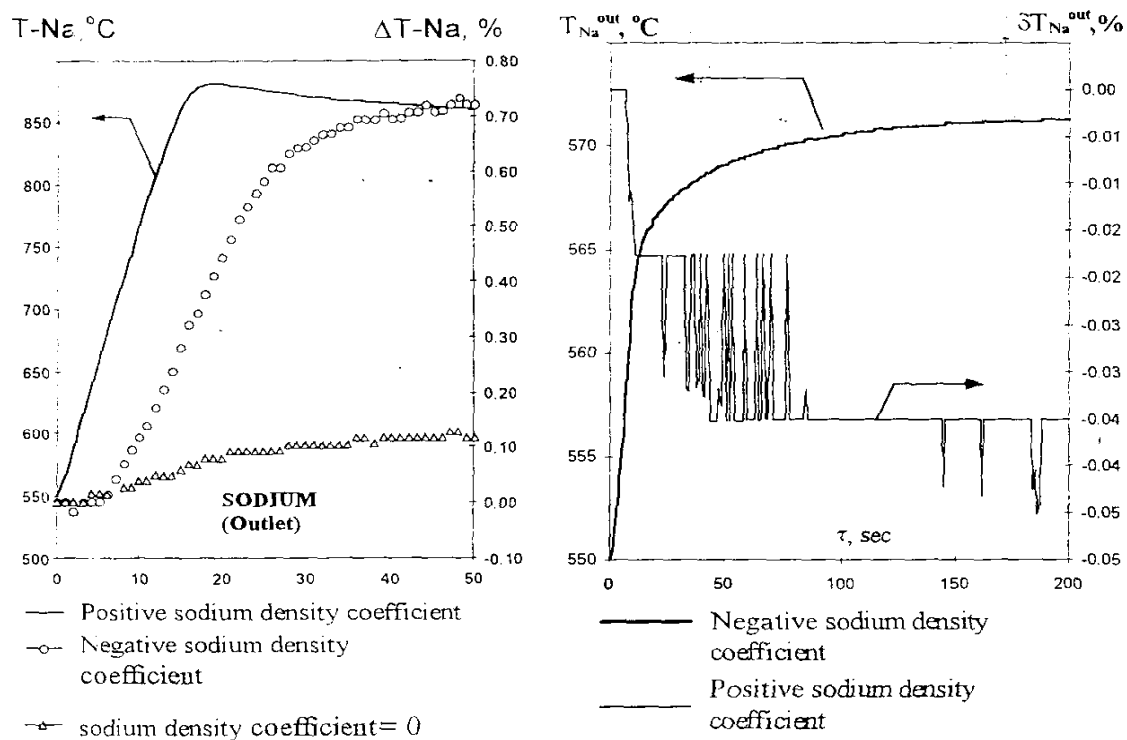 T-Na,°C
ΔT-Na, %
0.80
0.70
0.60
0.50
0.40
0.30
0.20
0.10
0.00
-0.10
850
800
750
700
650
600
550
500
SODIUM
(Outlet)
0 10 20 30 40 50
Positive sodium density coefficient
Negative sodium density
coefficient
sodium density coefficient= 0
T_Na^out, °C
δT_Na^out, %
570
565
560
555
550
0.00
-0.01
-0.01
-0.02
-0.02
-0.03
-0.03
-0.04
-0.04
-0.05
-0.05
τ, sec
0 50 100 150 200
Negative sodium density
coefficient
Positive sodium density
coefficient